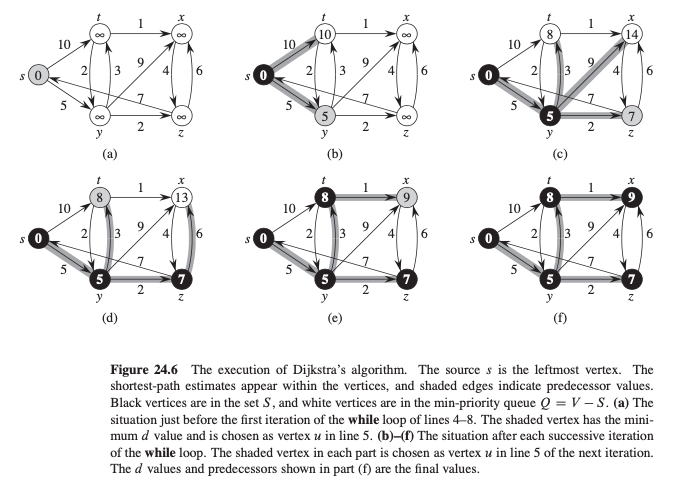 t 1 x t 1 x t 1 x
10 ∞ ∞ 10 10 ∞ 10 8 14
s 0 2 3 9 4 6 s 0 2 3 9 4 6 s 0 2 3 9 4 6
5 7 5 7 5 7
∞ 2 ∞ 5 2 ∞ 5 2 7
y z y z y z
(a) (b) (c)
t 1 x t 1 x t 1 x
10 8 13 10 8 9 10 8 9
s 0 2 3 9 4 6 s 0 2 3 9 4 6 s 0 2 3 9 4 6
5 7 5 7 5 7
5 2 7 5 2 7 5 2 7
y z y z y z
(d) (e) (f)
Figure 24.6 The execution of Dijkstra's algorithm. The source s is the leftmost vertex. The
shortest-path estimates appear within the vertices, and shaded edges indicate predecessor values.
Black vertices are in the set S, and white vertices are in the min-priority queue Q = V − S. (a) The
situation just before the first iteration of the while loop of lines 4–8. The shaded vertex has the mini-
mum d value and is chosen as vertex u in line 5. (b)–(f) The situation after each successive iteration
of the while loop. The shaded vertex in each part is chosen as vertex u in line 5 of the next iteration.
The d values and predecessors shown in part (f) are the final values.